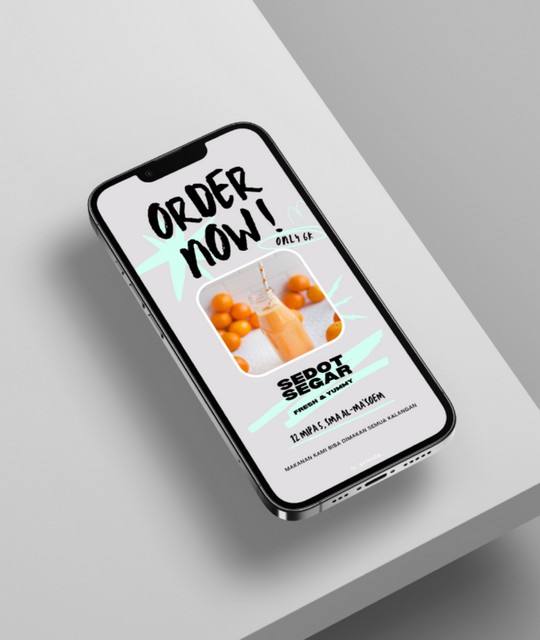 ORDER
NOW!
ONLY 6K
SEDOT
SEGAR
FRESH & YUMMY
12 MIPA 5, SMA AL-MA'SOEM
MAKANAN KAMI BISA DIMAKAN SEMUA KALANGAN